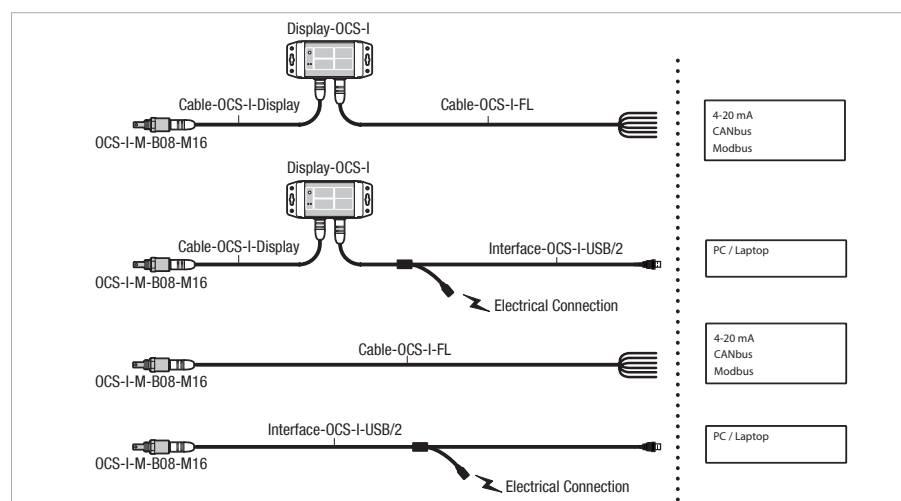 Display-OCS-I
Cable-OCS-I-Display
Cable-OCS-I-FL
OCS-I-M-B08-M16
4-20 mA
CANbus
Modbus
Display-OCS-I
Cable-OCS-I-Display
Interface-OCS-I-USB/2
OCS-I-M-B08-M16
Electrical Connection
PC / Laptop
Cable-OCS-I-FL
OCS-I-M-B08-M16
4-20 mA
CANbus
Modbus
Interface-OCS-I-USB/2
OCS-I-M-B08-M16
Electrical Connection
PC / Laptop